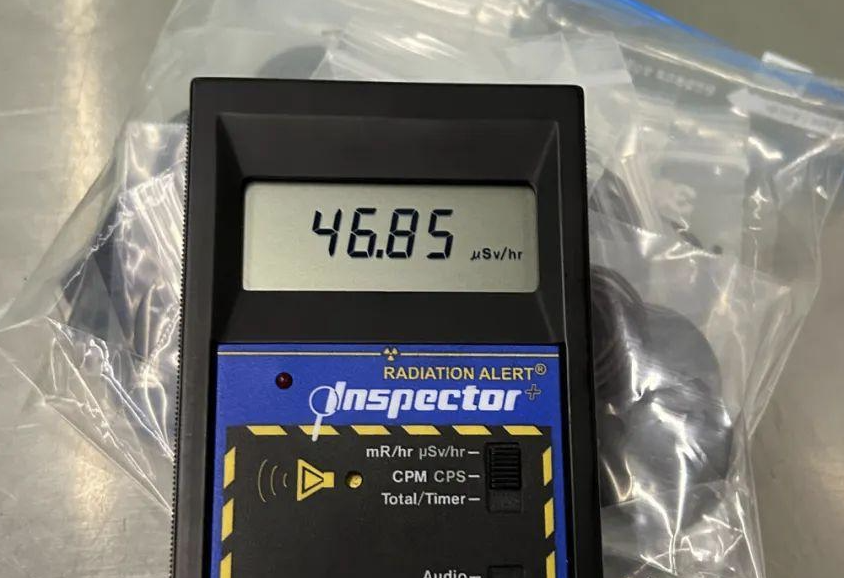 46.85 µSv/hr
RADIATION ALERT®
Inspector+
mR/hr µSv/hr
CPM CPS
Total/Timer
Audio